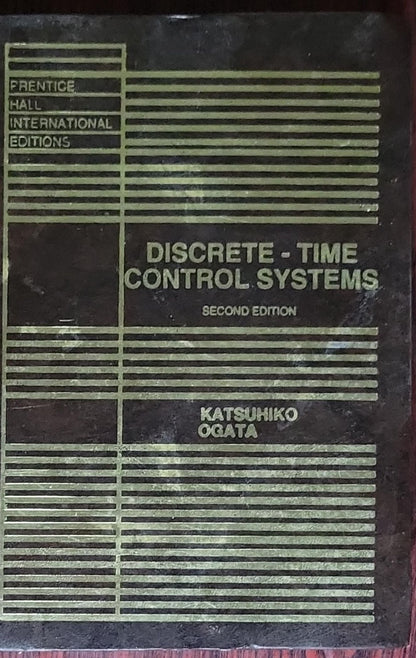 PRENTICE
HALL
INTERNATIONAL
EDITIONS
DISCRETE - TIME
CONTROL SYSTEMS
SECOND EDITION
KATSUHIKO
OGATA